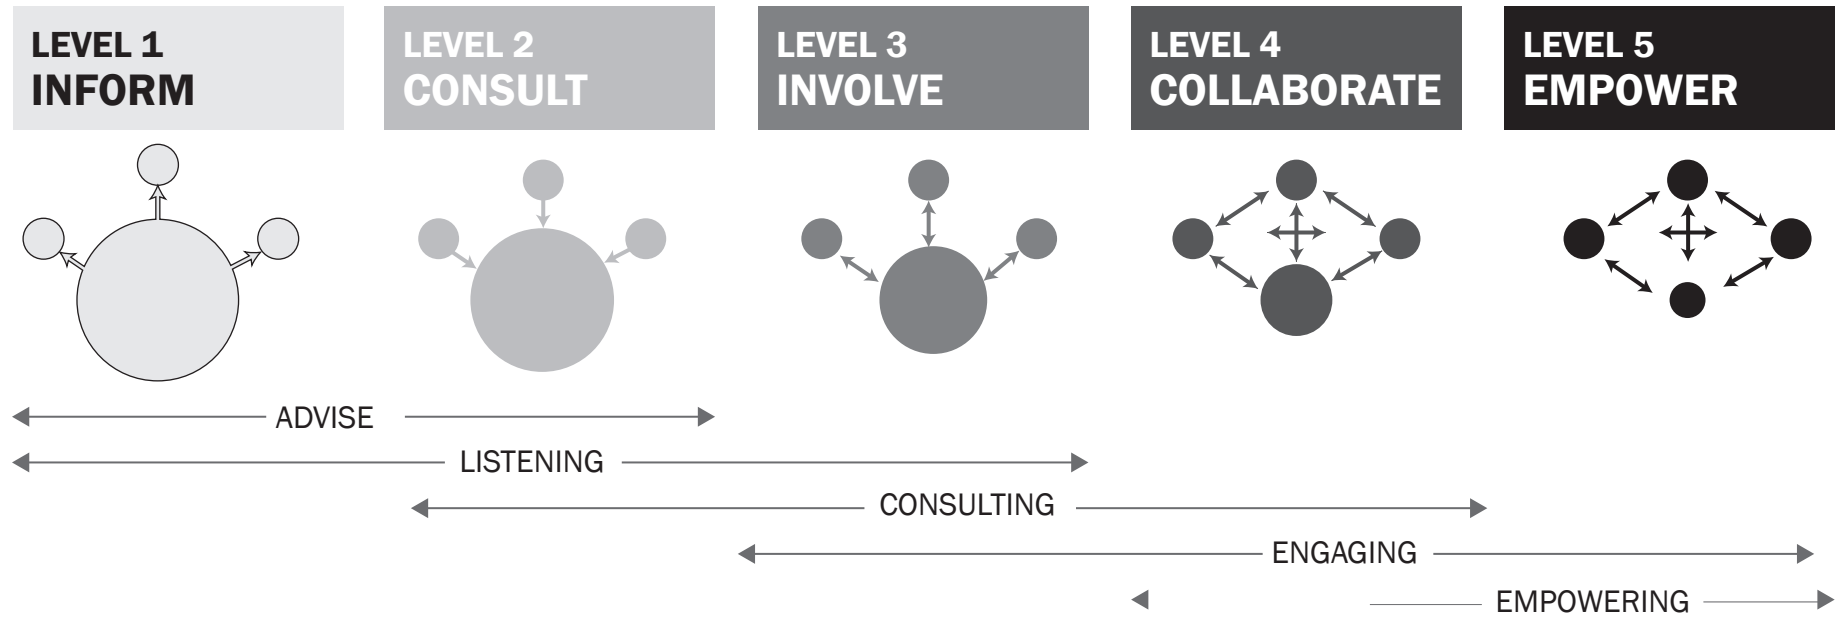 LEVEL 1
INFORM
LEVEL 2
CONSULT
LEVEL 3
INVOLVE
LEVEL 4
COLLABORATE
LEVEL 5
EMPOWER
ADVISE
LISTENING
CONSULTING
ENGAGING
EMPOWERING